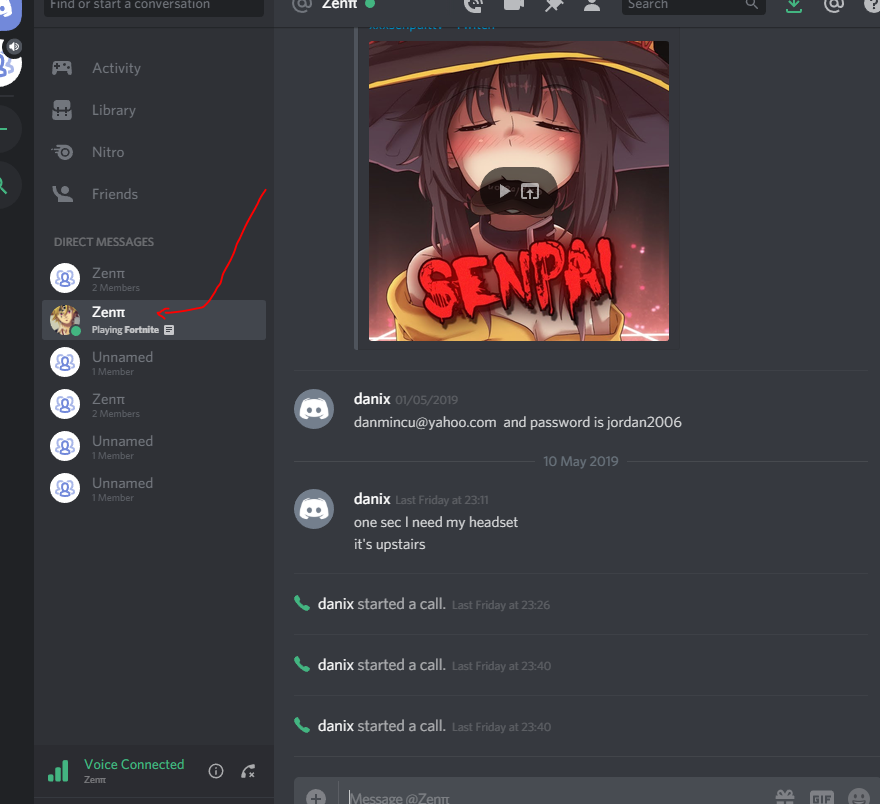 Find or start a conversation
Activity
Library
Nitro
Friends
DIRECT MESSAGES
Zenπ
2 Members
Zenπ
Playing Fortnite
Unnamed
1 Member
Zenπ
2 Members
Unnamed
1 Member
Unnamed
1 Member
Voice Connected
Zenπ
@ Zenπ
Search
SENPAI
danix 01/05/2019
danmincu@yahoo.com and password is jordan2006
10 May 2019
danix Last Friday at 23:11
one sec I need my headset
it's upstairs
danix started a call. Last Friday at 23:26
danix started a call. Last Friday at 23:40
danix started a call. Last Friday at 23:40
Message @Zenπ
GIF